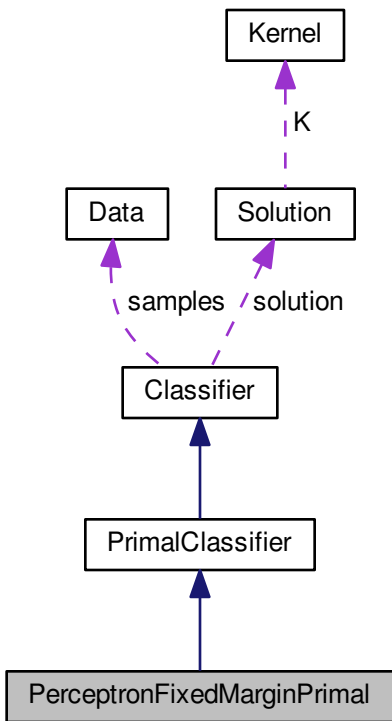 Kernel
K
Data
Solution
samples
solution
Classifier
PrimalClassifier
PerceptronFixedMarginPrimal